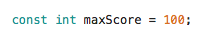 const int maxScore = 100;